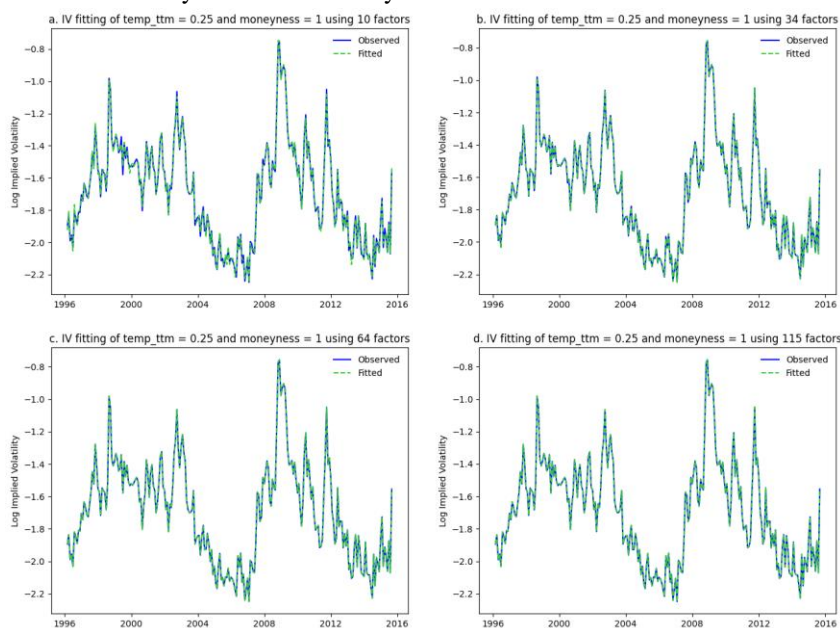 a. IV fitting of temp_ttm = 0.25 and moneyness = 1 using 10 factors
Log Implied Volatility
−0.8
−1.0
−1.2
−1.4
−1.6
−1.8
−2.0
−2.2
Observed
Fitted
1996 2000 2004 2008 2012 2016
b. IV fitting of temp_ttm = 0.25 and moneyness = 1 using 34 factors
Log Implied Volatility
−0.8
−1.0
−1.2
−1.4
−1.6
−1.8
−2.0
−2.2
Observed
Fitted
1996 2000 2004 2008 2012 2016
c. IV fitting of temp_ttm = 0.25 and moneyness = 1 using 64 factors
Log Implied Volatility
−0.8
−1.0
−1.2
−1.4
−1.6
−1.8
−2.0
−2.2
Observed
Fitted
1996 2000 2004 2008 2012 2016
d. IV fitting of temp_ttm = 0.25 and moneyness = 1 using 115 factors
Log Implied Volatility
−0.8
−1.0
−1.2
−1.4
−1.6
−1.8
−2.0
−2.2
Observed
Fitted
1996 2000 2004 2008 2012 2016